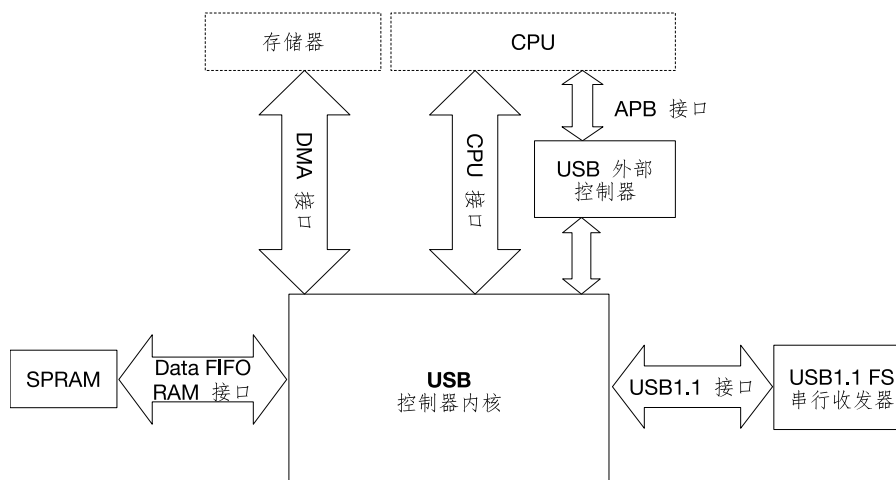 存储器
CPU
DMA 接口
CPU 接口
APB 接口
USB 外部
控制器
SPRAM
Data FIFO
RAM 接口
USB
控制器内核
USB1.1 接口
USB1.1 FS
串行收发器